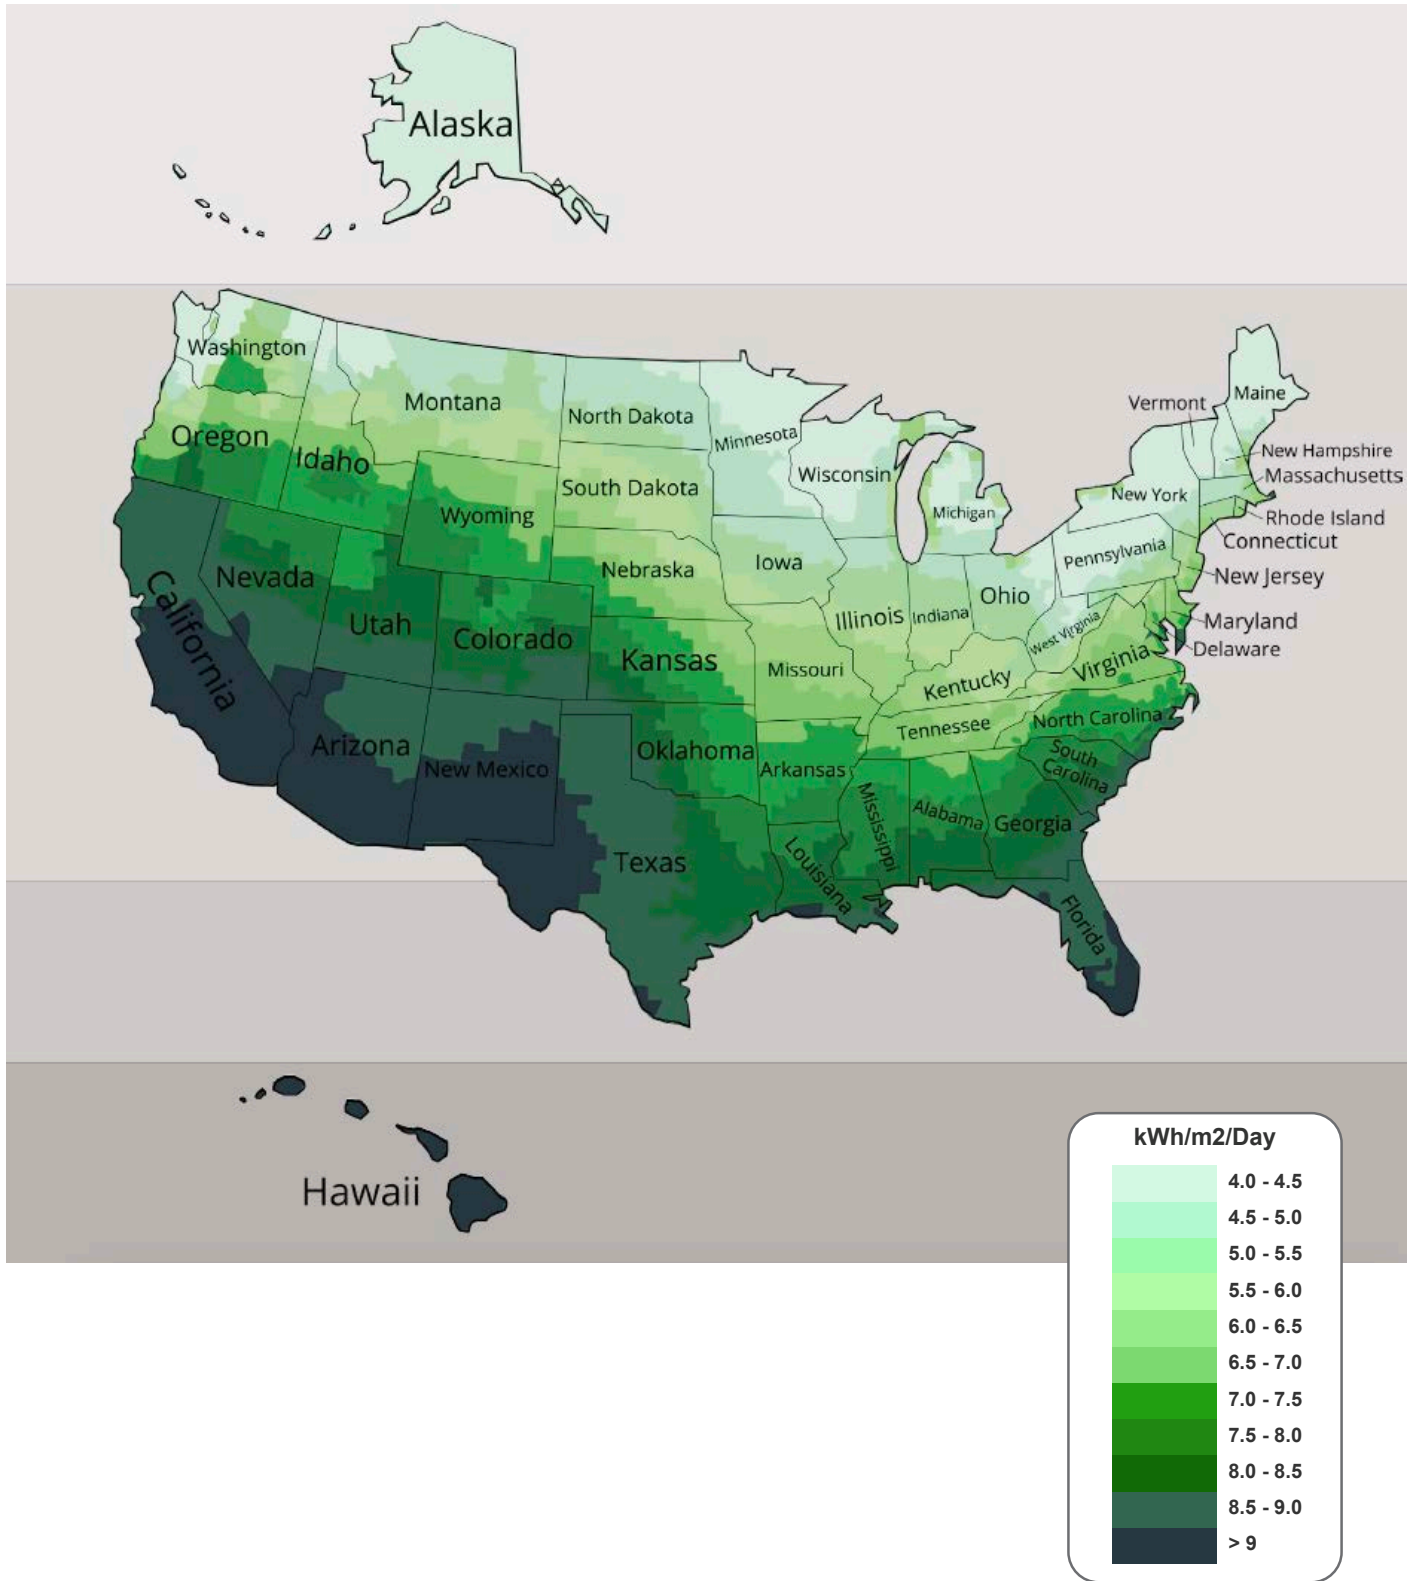 Alaska
Washington
Montana
North Dakota
Minnesota
Vermont
Maine
Oregon
Idaho
South Dakota
Wisconsin
Michigan
New York
New Hampshire
Massachusetts
Rhode Island
Connecticut
Wyoming
Nebraska
Iowa
Pennsylvania
New Jersey
California
Nevada
Utah
Colorado
Kansas
Missouri
Illinois
Indiana
Ohio
West Virginia
Virginia
Maryland
Delaware
Kentucky
Arizona
New Mexico
Oklahoma
Arkansas
Tennessee
North Carolina
South
Carolina
Texas
Louisiana
Mississippi
Alabama
Georgia
Florida
Hawaii
kWh/m2/Day
4.0 - 4.5
4.5 - 5.0
5.0 - 5.5
5.5 - 6.0
6.0 - 6.5
6.5 - 7.0
7.0 - 7.5
7.5 - 8.0
8.0 - 8.5
8.5 - 9.0
> 9